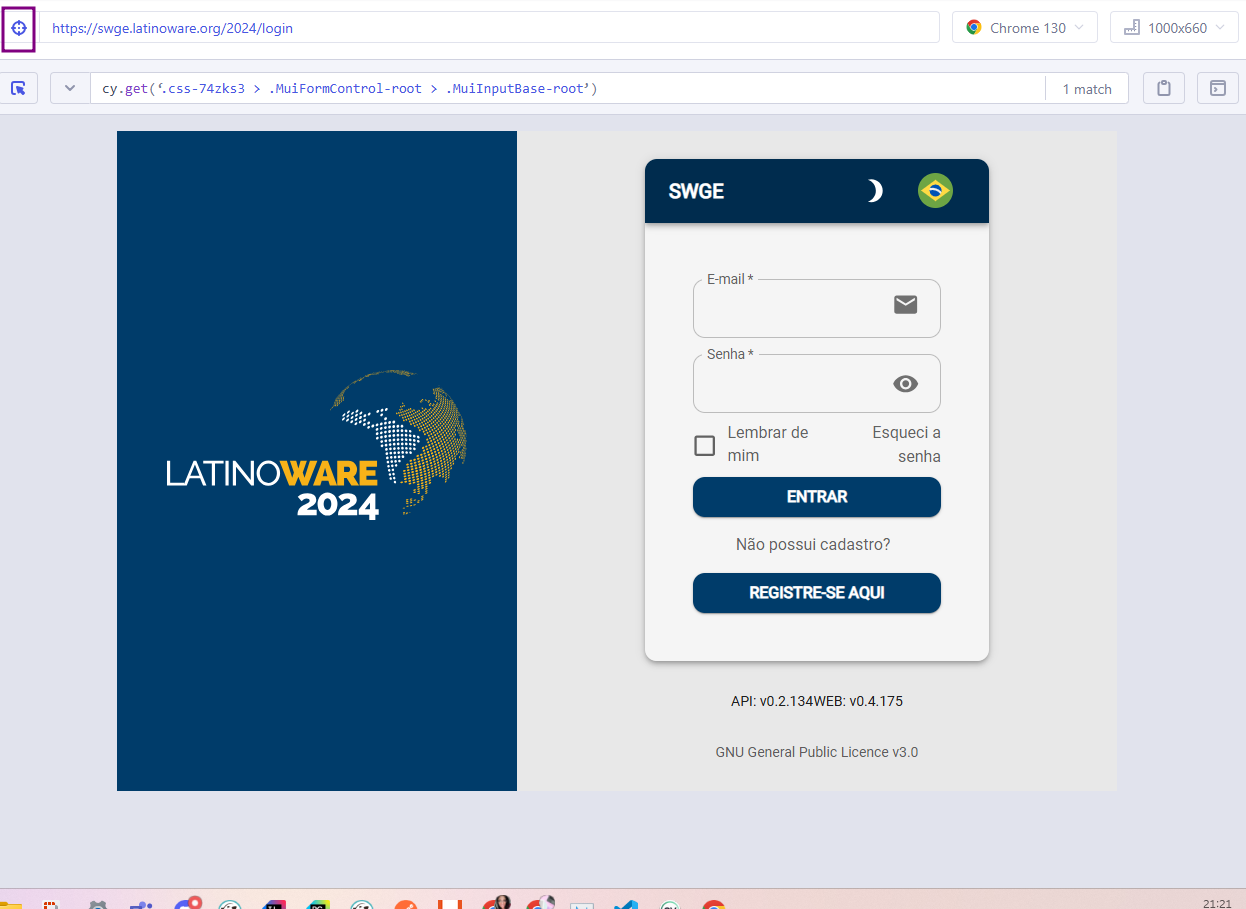 https://swge.latinoware.org/2024/login
Chrome 130
1000x660
cy.get(‘.css-74zks3 > .MuiFormControl-root > .MuiInputBase-root’)
1 match
SWGE
E-mail *
Senha *
Lembrar de mim
Esqueci a senha
ENTRAR
Não possui cadastro?
REGISTRE-SE AQUI
LATINOWARE
2024
API: v0.2.134WEB: v0.4.175
GNU General Public Licence v3.0
21:21